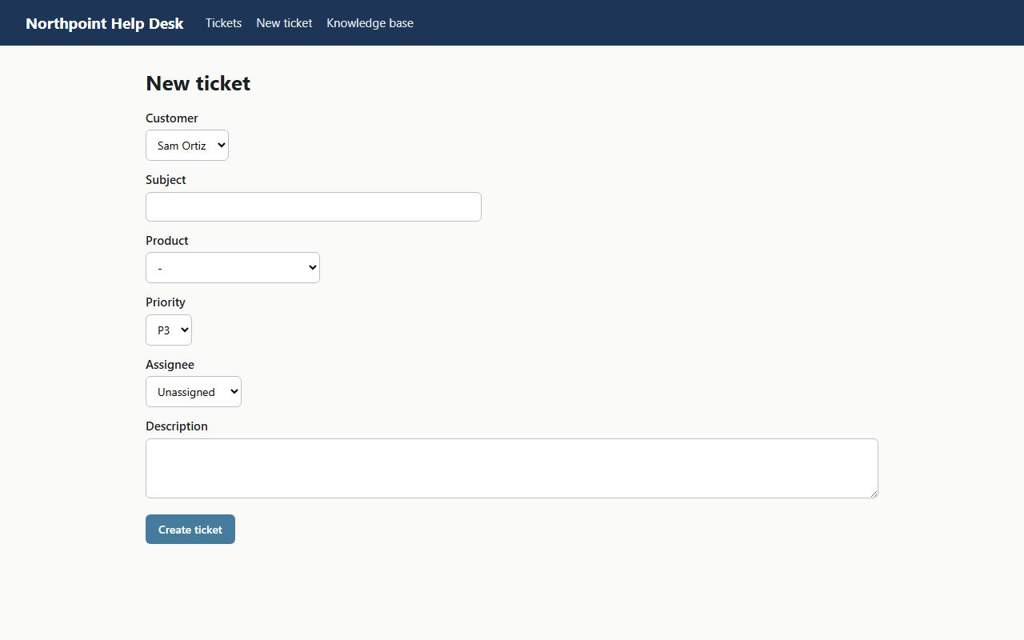 Northpoint Help Desk Tickets New ticket Knowledge base
New ticket
Customer
Sam Ortiz
Subject
Product
-
Priority
P3
Assignee
Unassigned
Description
Create ticket